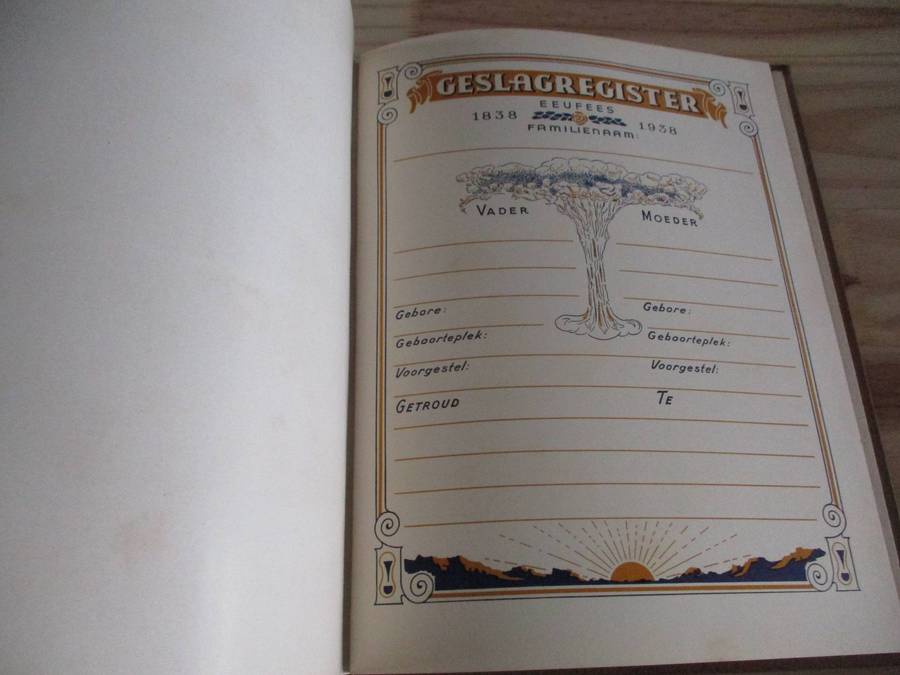 GESLAGREGISTER
EEUFEES
1838 1938
FAMILIENAAM:
VADER MOEDER
Gebore: Gebore:
Geboorteplek: Geboorteplek:
Voorgestel: Voorgestel:
GETROUD TE